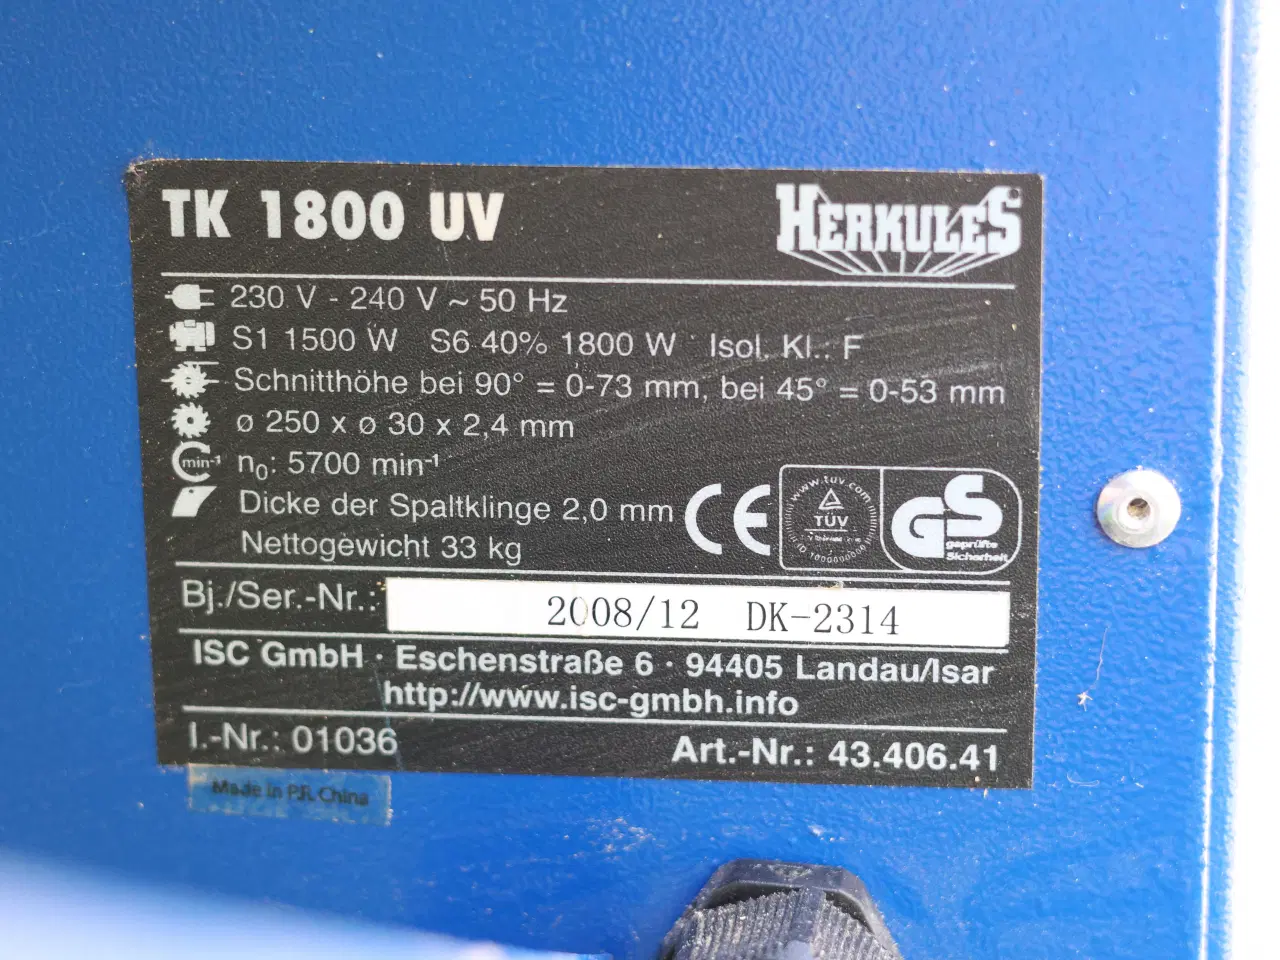 TK 1800 UV
HERKULES
230 V - 240 V ~ 50 Hz
S1 1500 W S6 40% 1800 W Isol. Kl.: F
Schnitthöhe bei 90° = 0-73 mm, bei 45° = 0-53 mm
ø 250 x ø 30 x 2,4 mm
min-¹ n₀: 5700 min-¹
Dicke der Spaltklinge 2,0 mm
Nettogewicht 33 kg
CE
www.tuv.com
TÜV
GS
geprüfte
Sicherheit
Bj./Ser.-Nr.: 2008/12 DK-2314
ISC GmbH · Eschenstraße 6 · 94405 Landau/Isar
http://www.isc-gmbh.info
I.-Nr.: 01036 Art.-Nr.: 43.406.41
Made in P.R. China